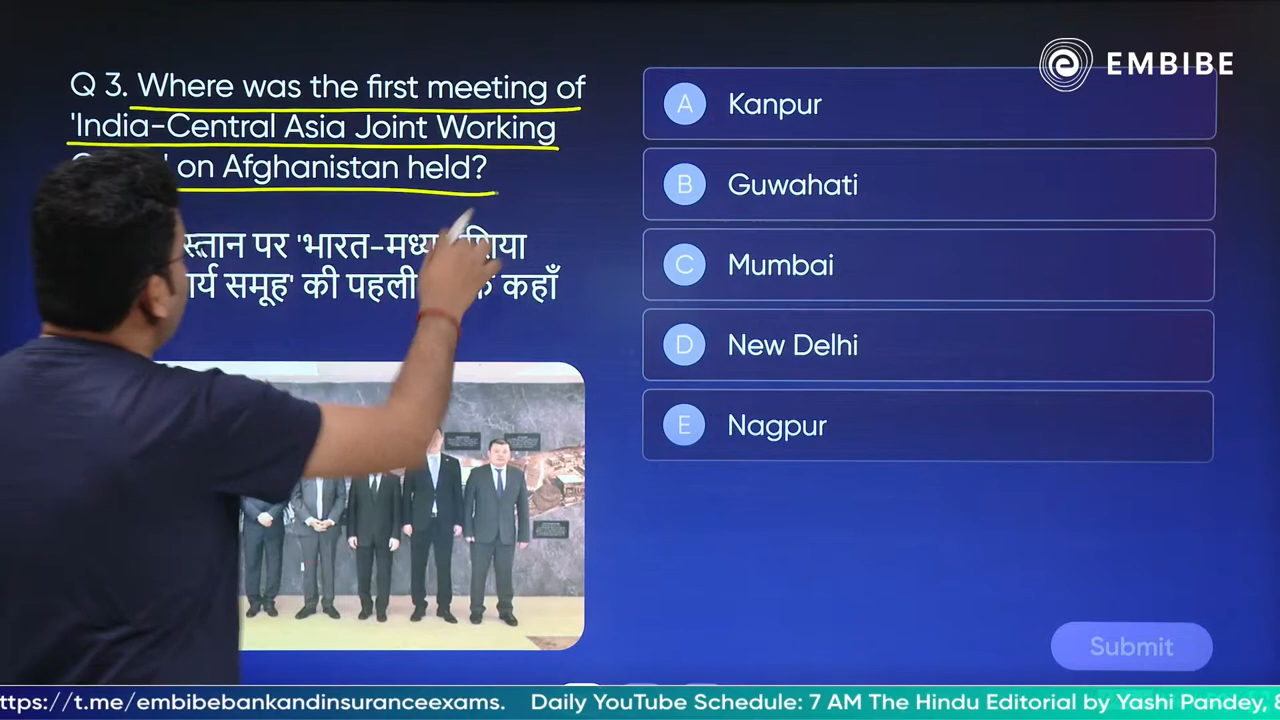 Q 3. Where was the first meeting of
'India-Central Asia Joint Working
on Afghanistan held?
पर 'भारत-मध्य
समूह' की पहली कहाँ
A Kanpur
B Guwahati
C Mumbai
D New Delhi
E Nagpur
EMBIBE
Submit
ttps://t.me/embibebankandinsuranceexams. Daily YouTube Schedule: 7 AM The Hindu Editorial by Yashi Pandey,